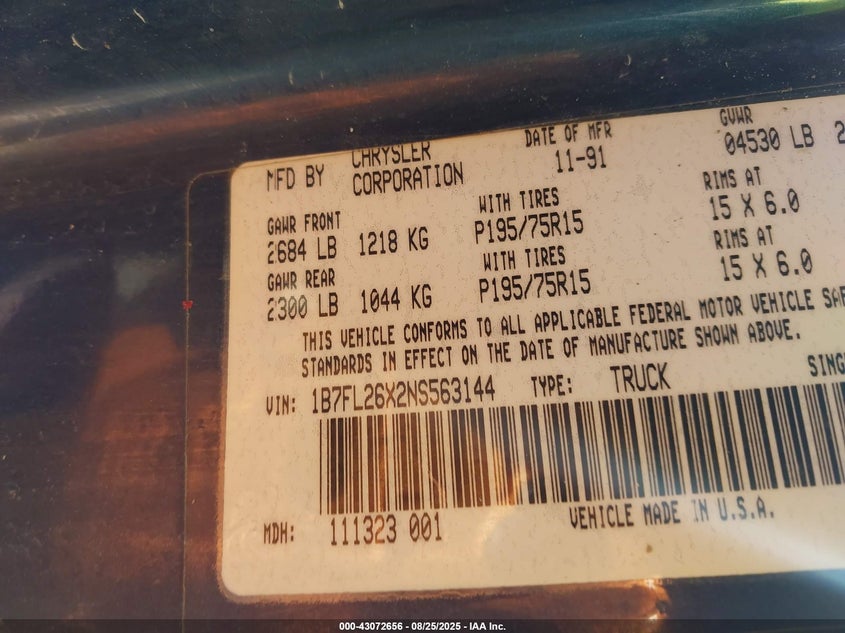 MFD BY CHRYSLER CORPORATION DATE OF MFR 11-91 GVWR 04530 LB
GAWR FRONT WITH TIRES RIMS AT
2684 LB 1218 KG P195/75R15 15 X 6.0
GAWR REAR WITH TIRES RIMS AT
2300 LB 1044 KG P195/75R15 15 X 6.0
THIS VEHICLE CONFORMS TO ALL APPLICABLE FEDERAL MOTOR VEHICLE
STANDARDS IN EFFECT ON THE DATE OF MANUFACTURE SHOWN ABOVE.
VIN: 1B7FL26X2NS563144 TYPE: TRUCK
MDH: 111323 001 VEHICLE MADE IN U.S.A.
000-43072656 - 08/25/2025 - IAA Inc.